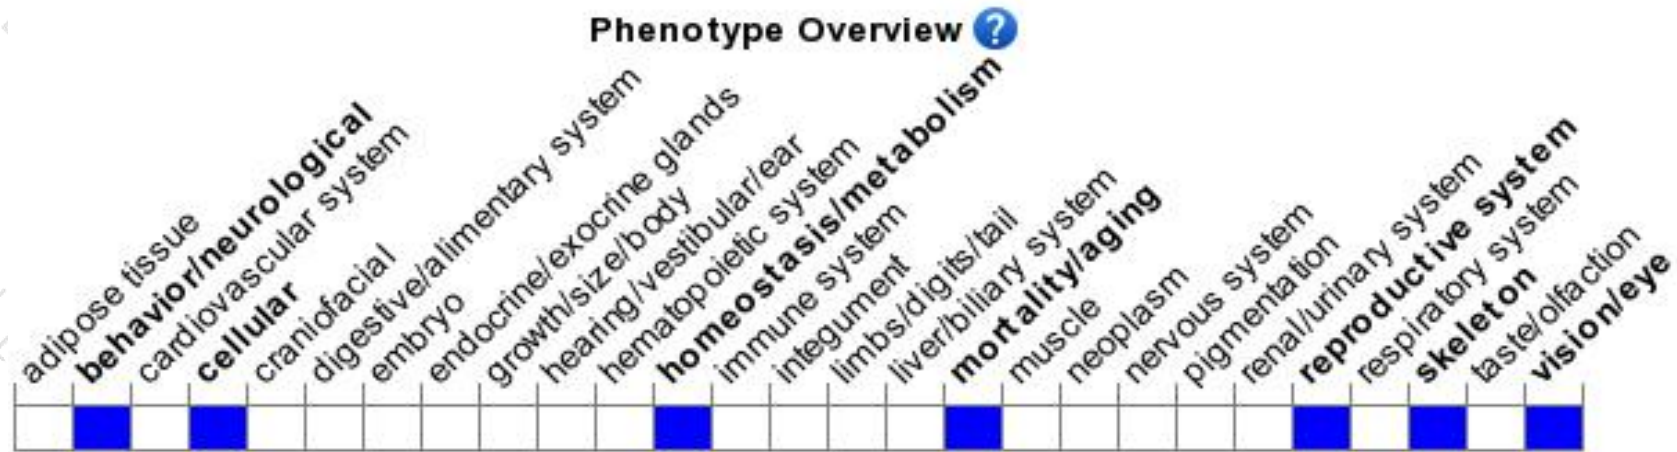 Phenotype Overview ?
adipose tissue
behavior/neurological
cardiovascular system
cellular
craniofacial
digestive/alimentary system
embryo
endocrine/exocrine glands
growth/size/body
hearing/vestibular/ear
hematopoietic system
homeostasis/metabolism
immune system
integument
limbs/digits/tail
liver/biliary system
mortality/aging
muscle
neoplasm
nervous system
pigmentation
renal/urinary system
reproductive system
respiratory system
skeleton
taste/olfaction
vision/eye